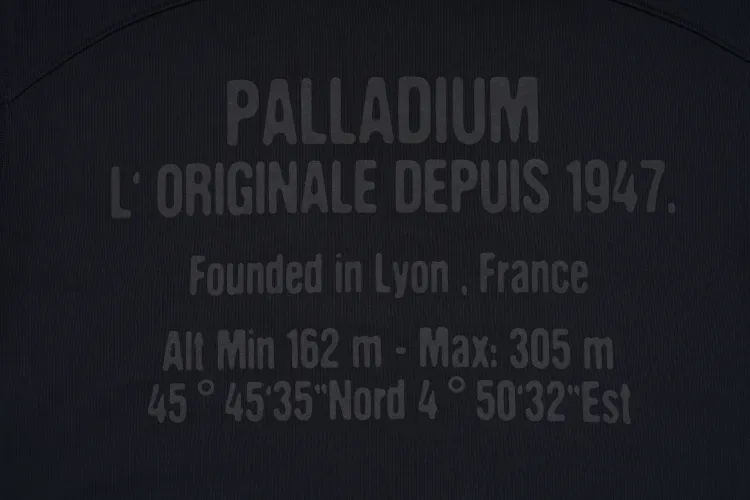 PALLADIUM
L' ORIGINALE DEPUIS 1947.
Founded in Lyon , France
Alt Min 162 m - Max: 305 m
45 ° 45'35"Nord 4 ° 50'32"Est